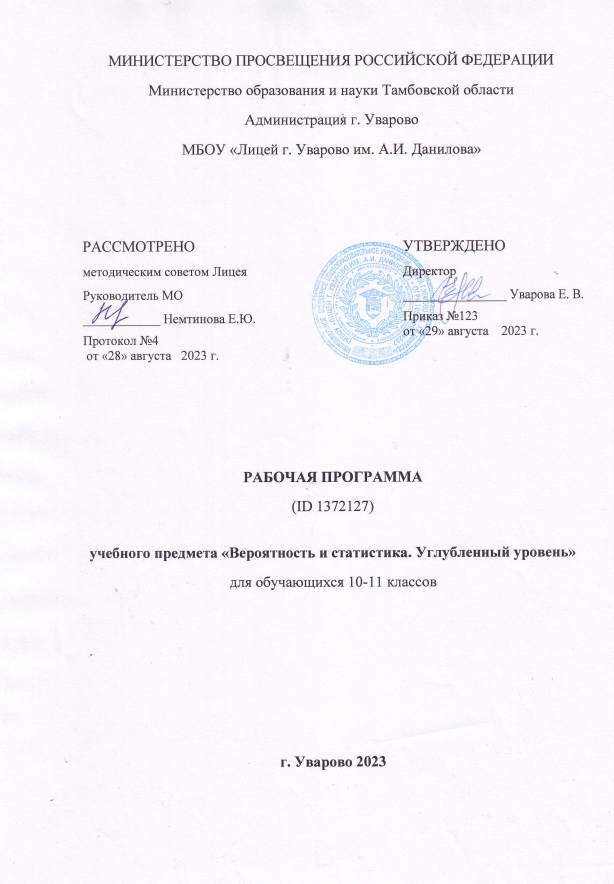 МИНИСТЕРСТВО ПРОСВЕЩЕНИЯ РОССИЙСКОЙ ФЕДЕРАЦИИ
Министерство образования и науки Тамбовской области
Администрация г. Уварово
МБОУ «Лицей г. Уварово им. А.И. Данилова»
РАССМОТРЕНО
методическим советом Лицея
Руководитель МО
Немтинова Е.Ю.
Протокол №4
от «28» августа 2023 г.
УТВЕРЖДЕНО
Директор
Уварова Е. В.
Приказ №123
от «29» августа 2023 г.
РАБОЧАЯ ПРОГРАММА
(ID 1372127)
учебного предмета «Вероятность и статистика. Углубленный уровень»
для обучающихся 10-11 классов
г. Уварово 2023